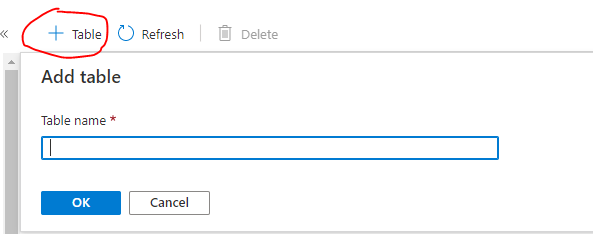 « + Table Refresh Delete
Add table
Table name *
OK Cancel